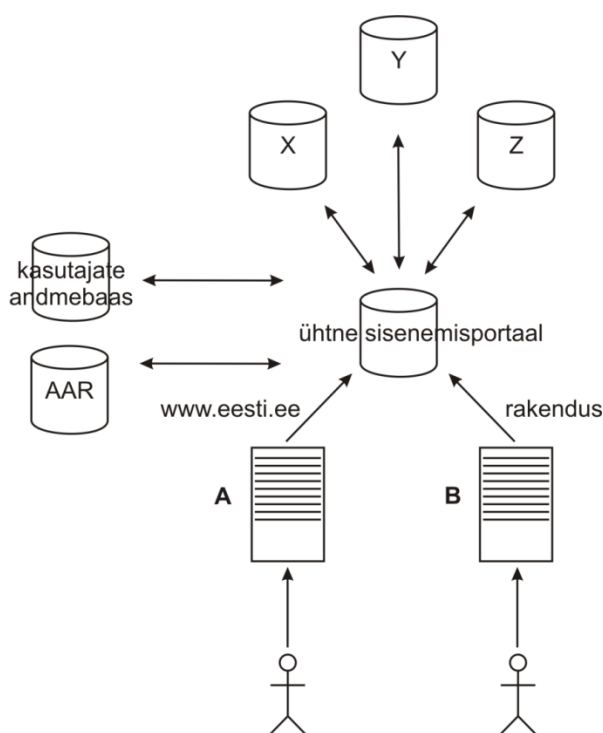 Y
X
Z
kasutajate
andmebaas
ühtne sisenemisportaal
AAR
www.eesti.ee
rakendus
A
B